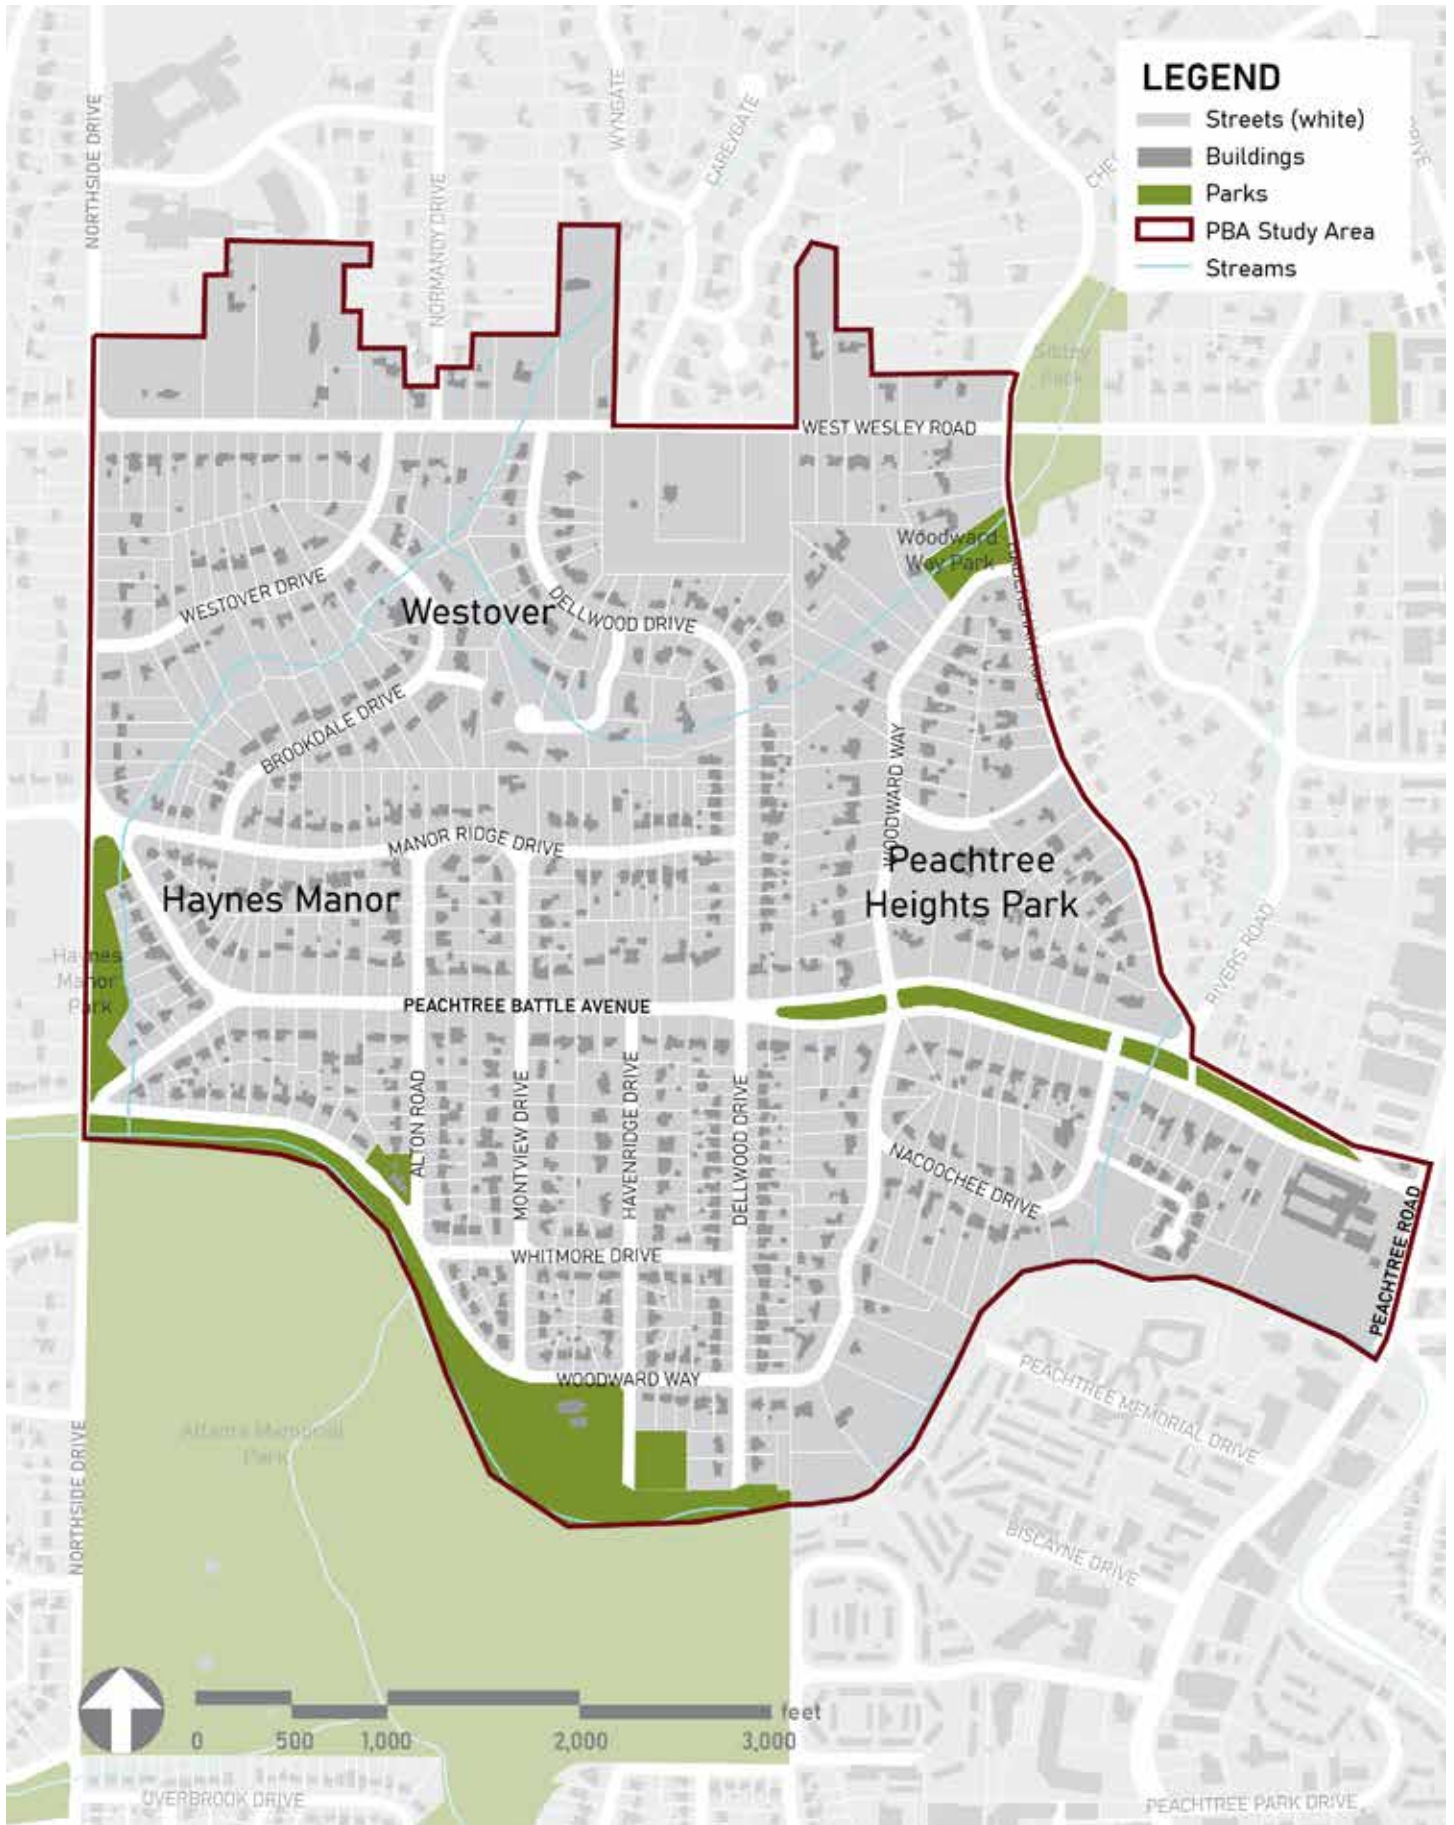 LEGEND
Streets (white)
Buildings
Parks
PBA Study Area
Streams
NORTHSIDE DRIVE
NORMANDY DRIVE
WYNGATE
CAREYGATE
CHE
DRIVE
Sibley
Park
WEST WESLEY ROAD
Woodward
Way Park
WESTOVER DRIVE
Westover
DELLWOOD DRIVE
BROOKDALE DRIVE
WOODWARD WAY
MANOR RIDGE DRIVE
Peachtree
Heights Park
Haynes Manor
Haynes
Manor
Park
RIVERS ROAD
PEACHTREE BATTLE AVENUE
ALTON ROAD
MONTVIEW DRIVE
HAVENRIDGE DRIVE
DELLWOOD DRIVE
NACOOCHEE DRIVE
PEACHTREE ROAD
WHITMORE DRIVE
WOODWARD WAY
PEACHTREE MEMORIAL DRIVE
Atlanta Memorial
Park
NORTHSIDE DRIVE
BISCAYNE DRIVE
feet
0 500 1,000 2,000 3,000
OVERBROOK DRIVE
PEACHTREE PARK DRIVE